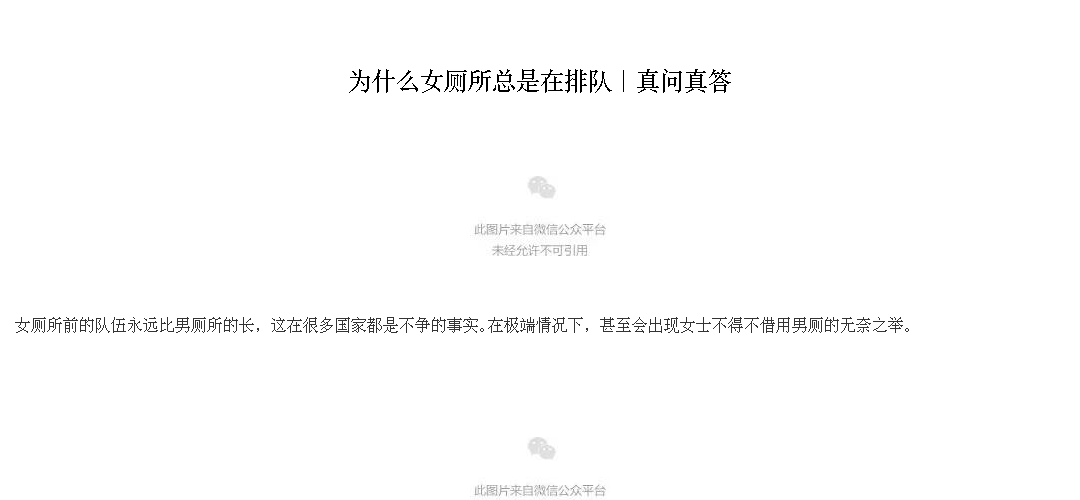 为什么女厕所总是在排队｜真问真答
此图片来自微信公众平台
未经允许不可引用
女厕所前的队伍永远比男厕所的长，这在很多国家都是不争的事实。在极端情况下，甚至会出现女士不得不借用男厕的无奈之举。
此图片来自微信公众平台